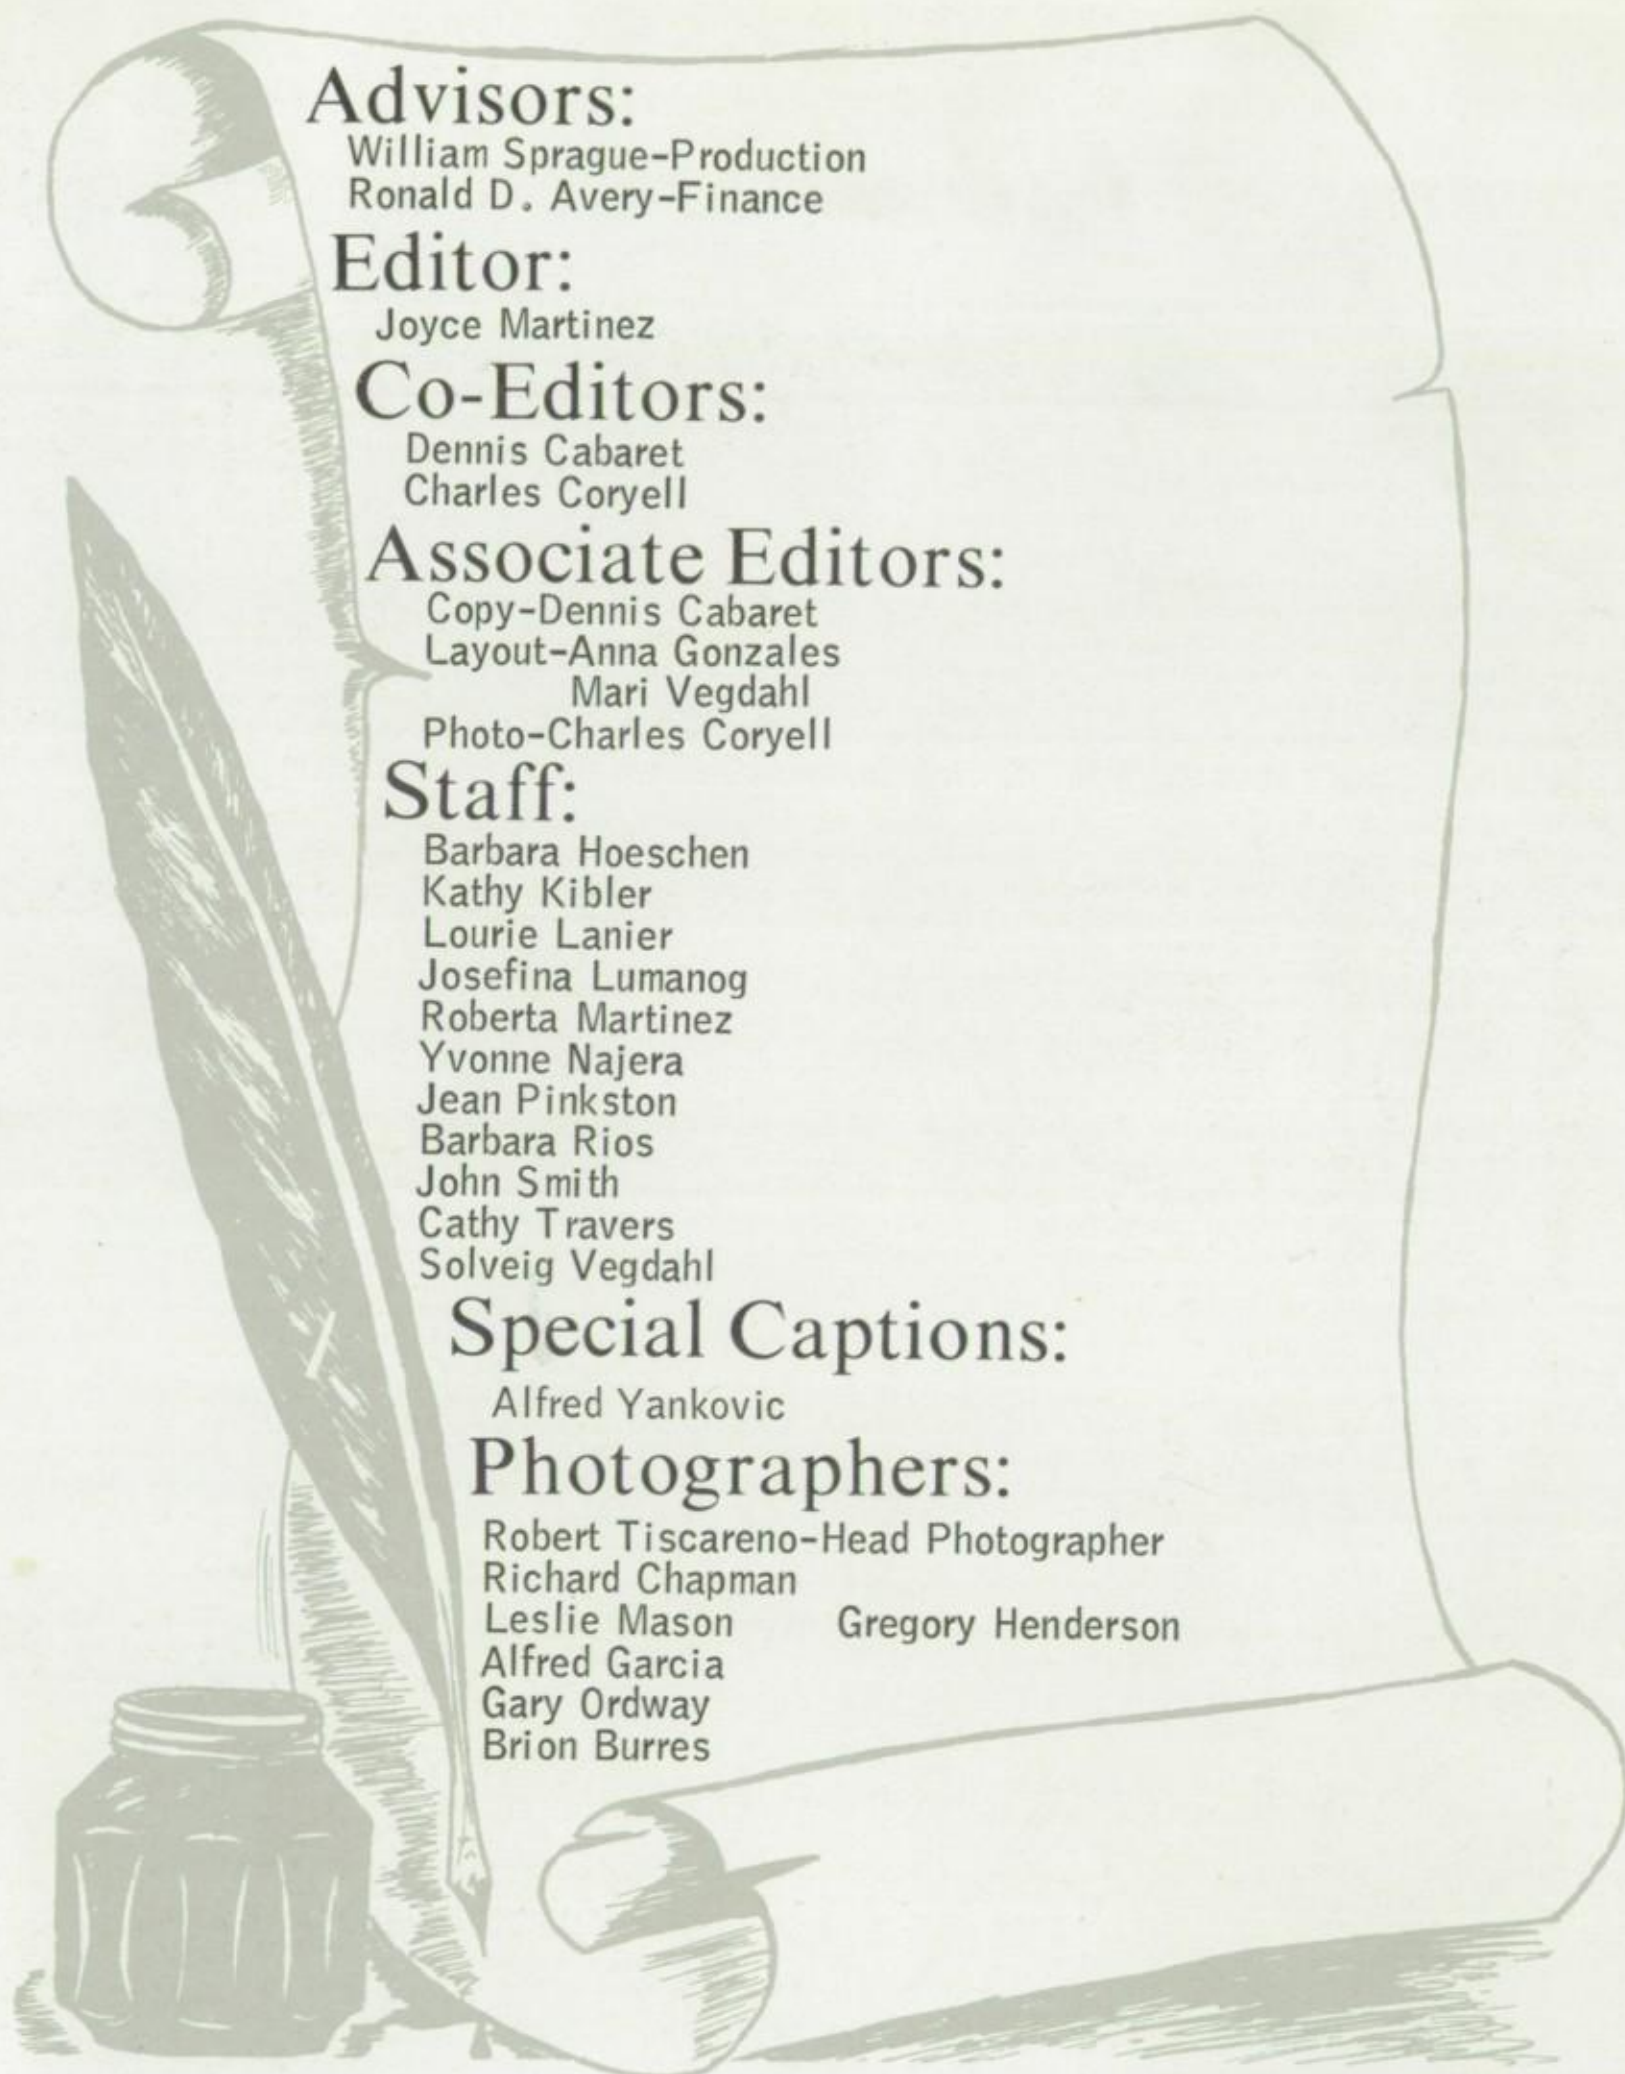 Advisors:
William Sprague-Production
Ronald D. Avery-Finance
Editor:
Joyce Martinez
Co-Editors:
Dennis Cabaret
Charles Coryell
Associate Editors:
Copy-Dennis Cabaret
Layout-Anna Gonzales
Mari Vegdahl
Photo-Charles Coryell
Staff:
Barbara Hoeschen
Kathy Kibler
Lourie Lanier
Josefina Lumanog
Roberta Martinez
Yvonne Najera
Jean Pinkston
Barbara Rios
John Smith
Cathy Travers
Solveig Vegdahl
Special Captions:
Alfred Yankovic
Photographers:
Robert Tiscareno-Head Photographer
Richard Chapman
Leslie Mason Gregory Henderson
Alfred Garcia
Gary Ordway
Brion Burres